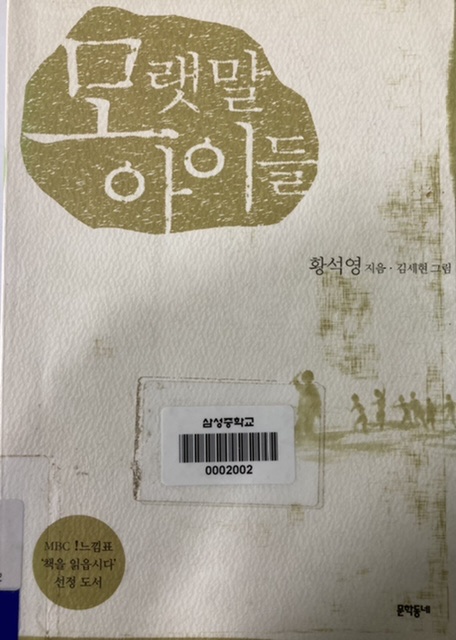 모랫말
아이들
황석영 지음 · 김세현 그림
삼성중학교
0002002
MBC !느낌표
'책을 읽읍시다'
선정 도서
문학동네